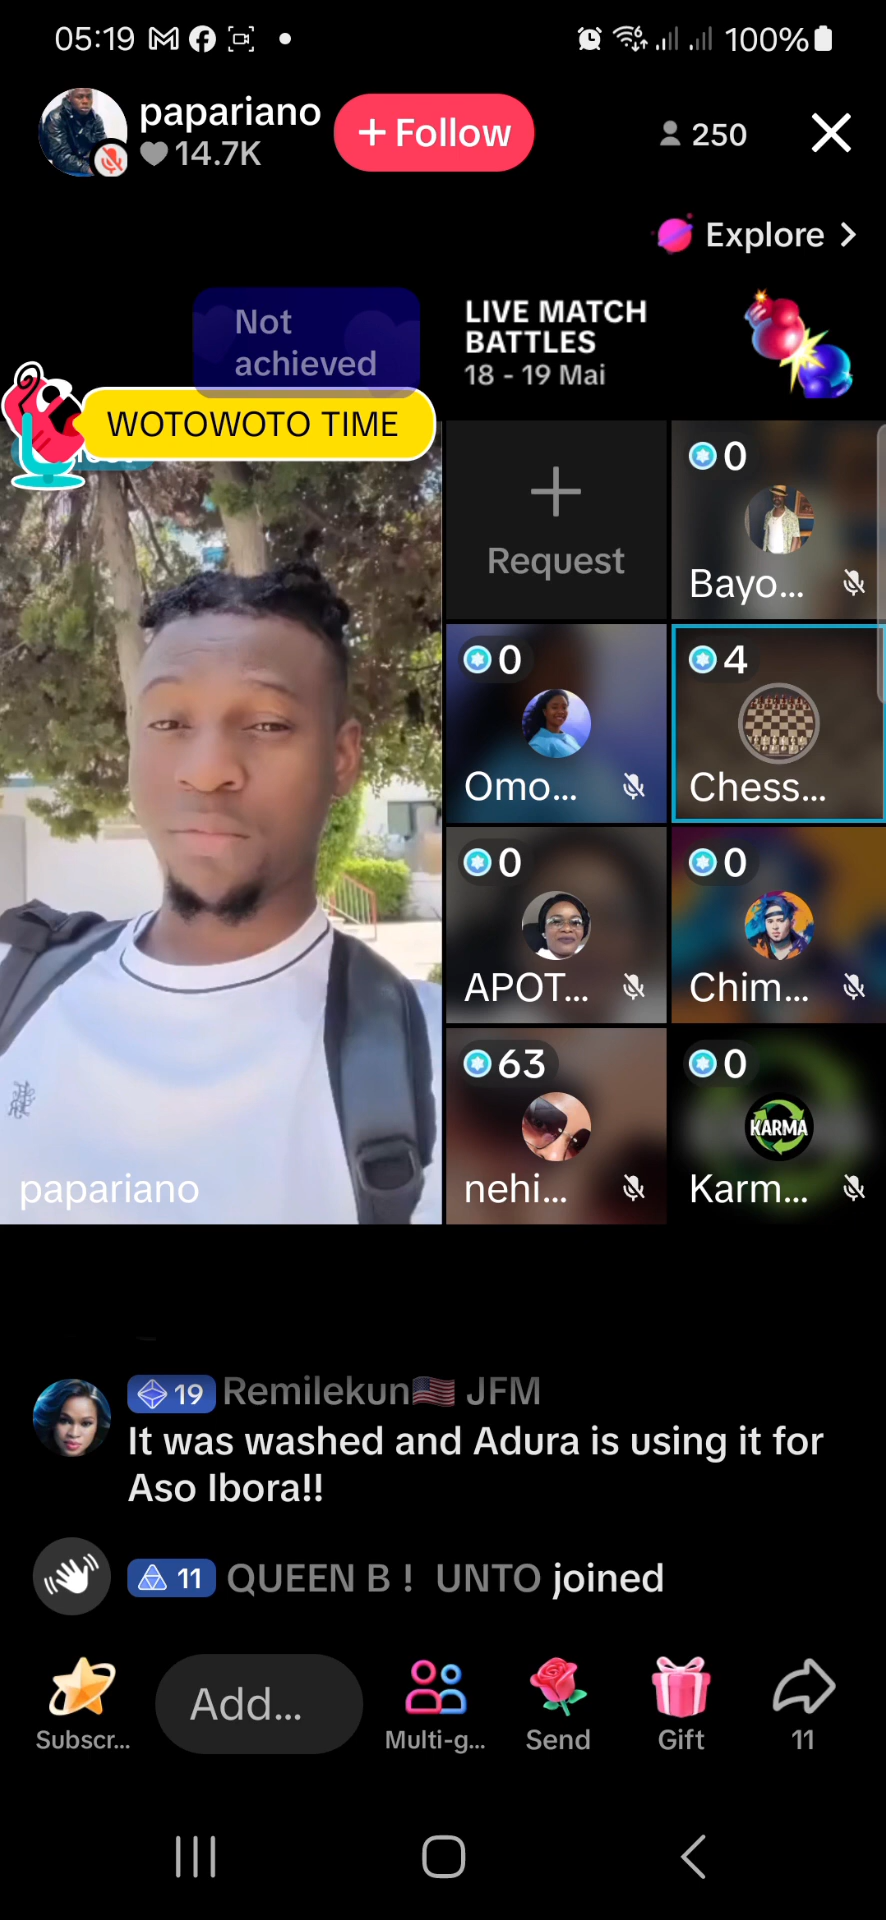 05:19
100%
papariano
14.7K
+ Follow
250
Explore
Not
achieved
LIVE MATCH
BATTLES
18 - 19 Mai
WOTOWOTO TIME
Request
0
Bayo...
0
Omo...
4
Chess...
0
APOT...
0
Chim...
63
nehi...
0
KARMA
Karm...
papariano
19 Remilekun🇺🇸 JFM
It was washed and Adura is using it for
Aso Ibora!!
11 QUEEN B ! UNTO joined
Add...
Subscr...
Multi-g...
Send
Gift
11